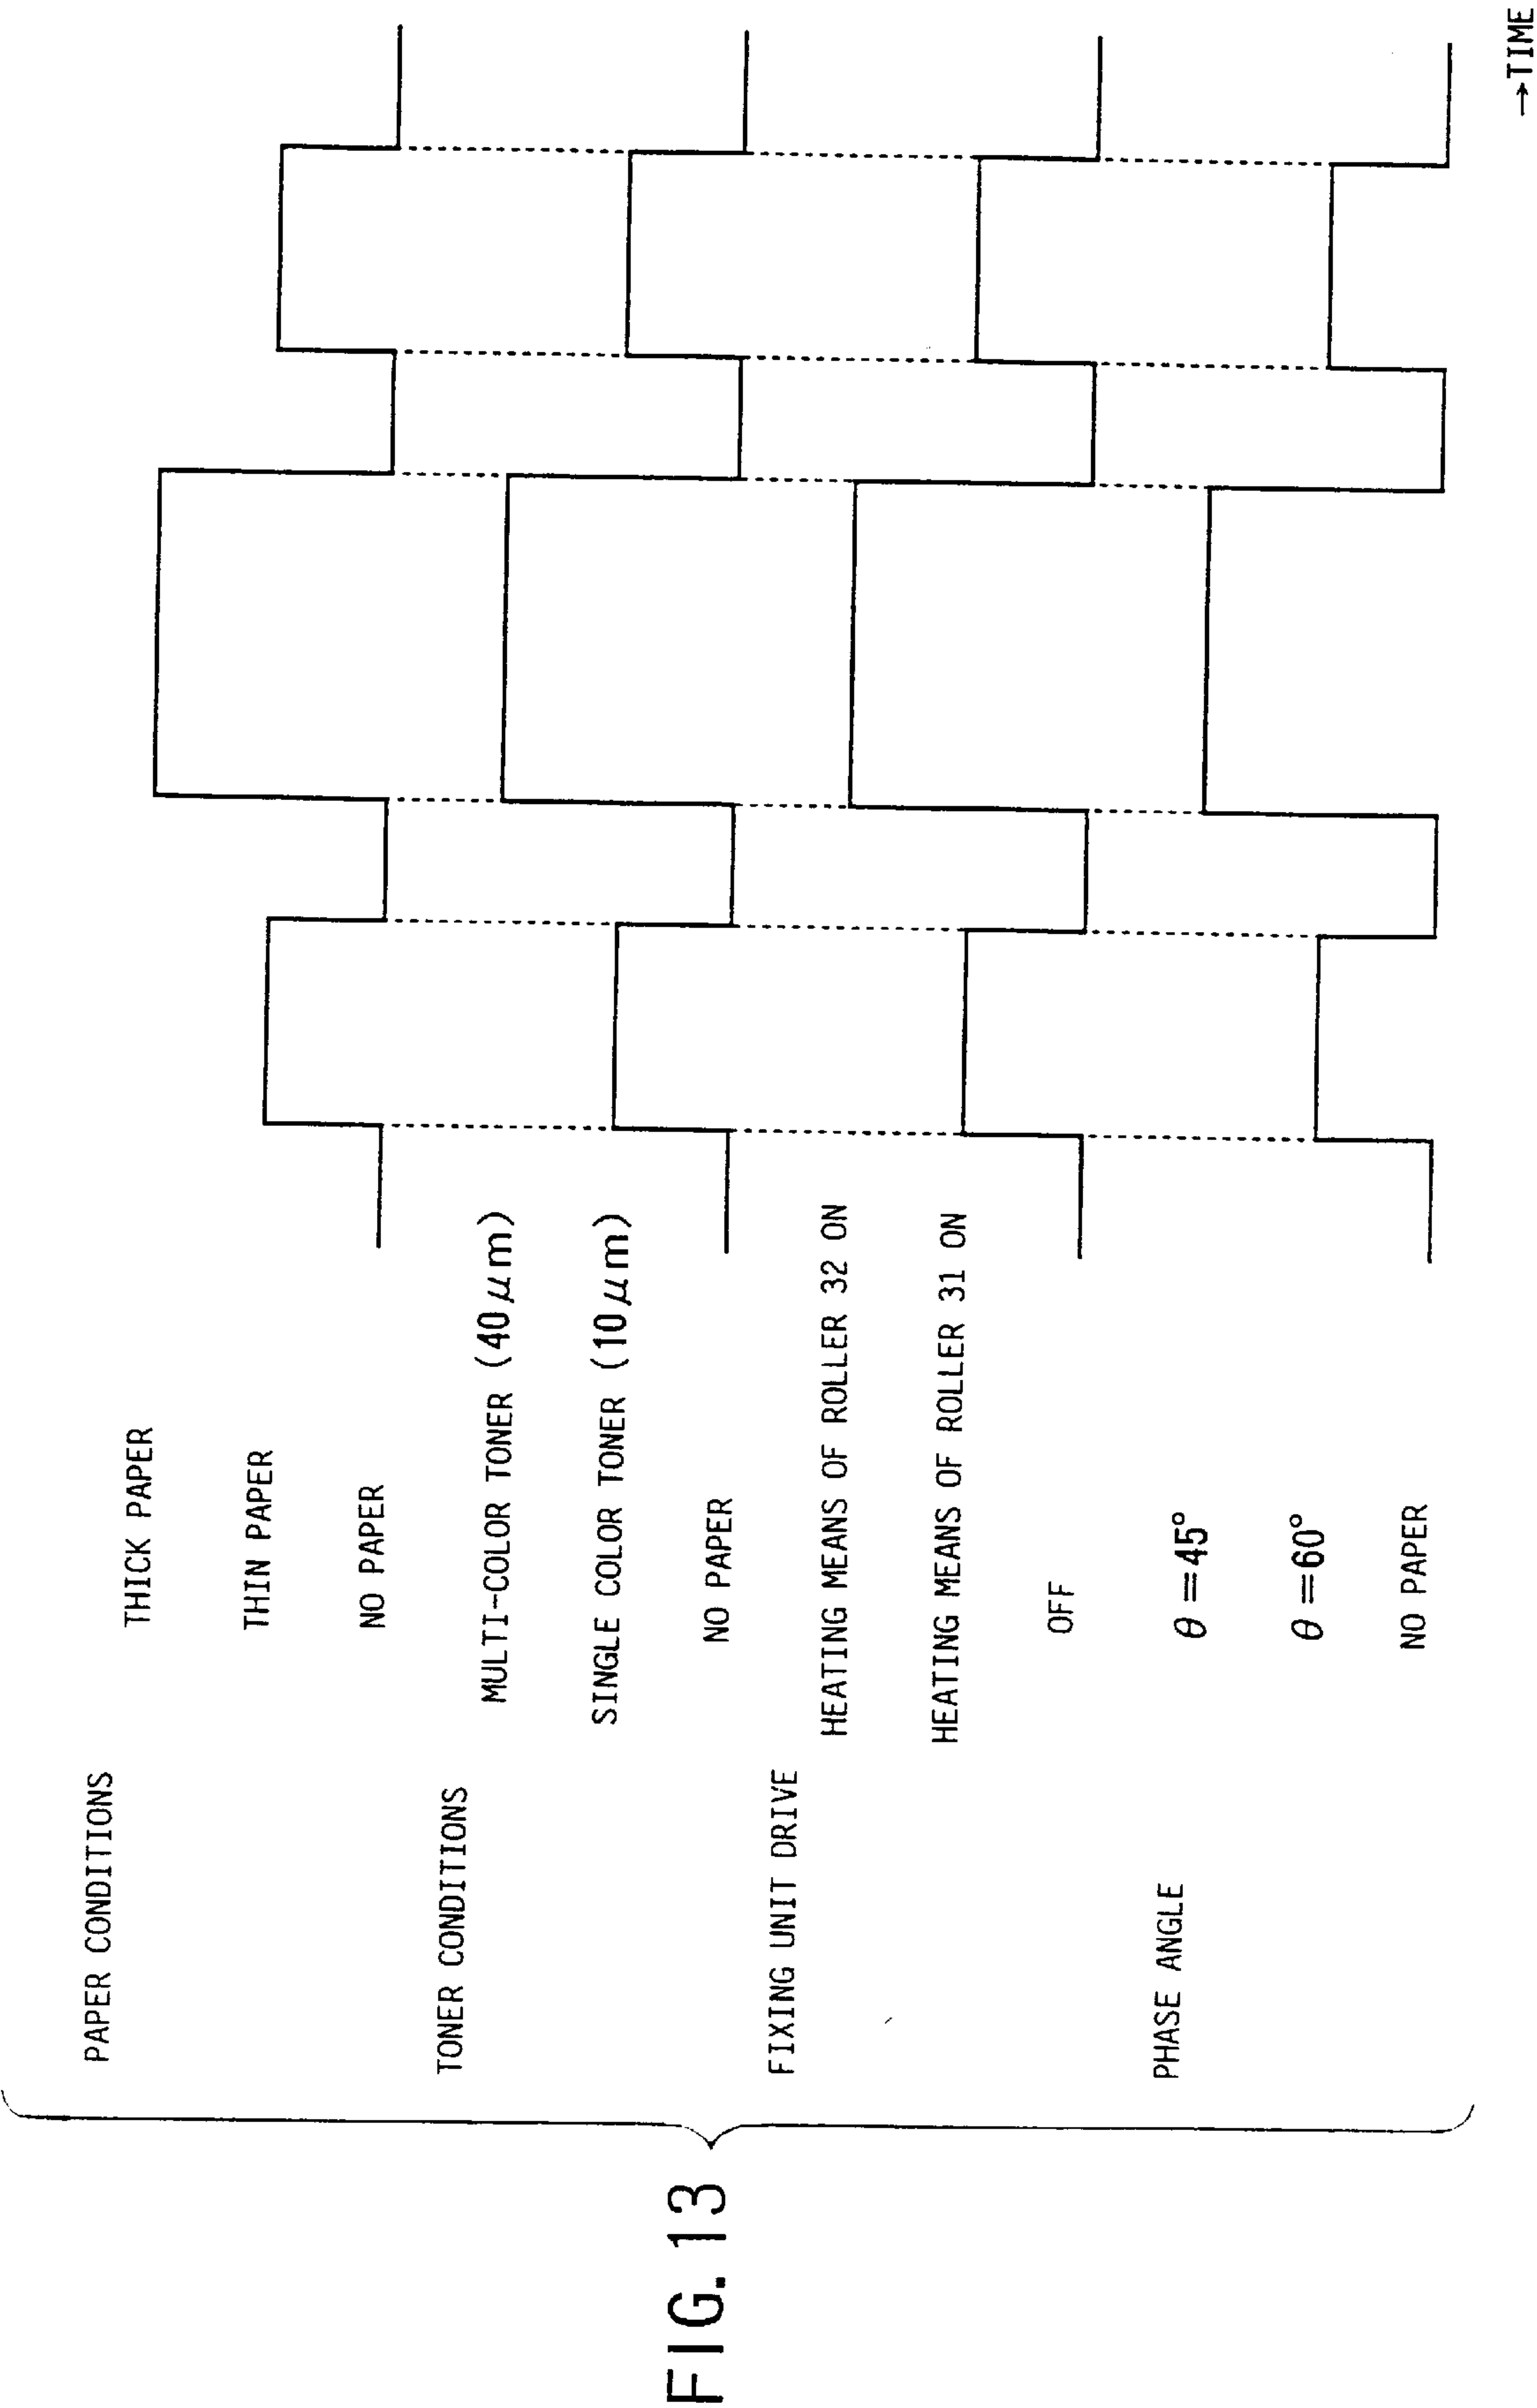 FIG. 13
PAPER CONDITIONS
THICK PAPER
THIN PAPER
NO PAPER
TONER CONDITIONS
MULTI-COLOR TONER (40μm)
SINGLE COLOR TONER (10μm)
NO PAPER
FIXING UNIT DRIVE
HEATING MEANS OF ROLLER 32 ON
HEATING MEANS OF ROLLER 31 ON
OFF
PHASE ANGLE
θ=45°
θ=60°
NO PAPER
→TIME